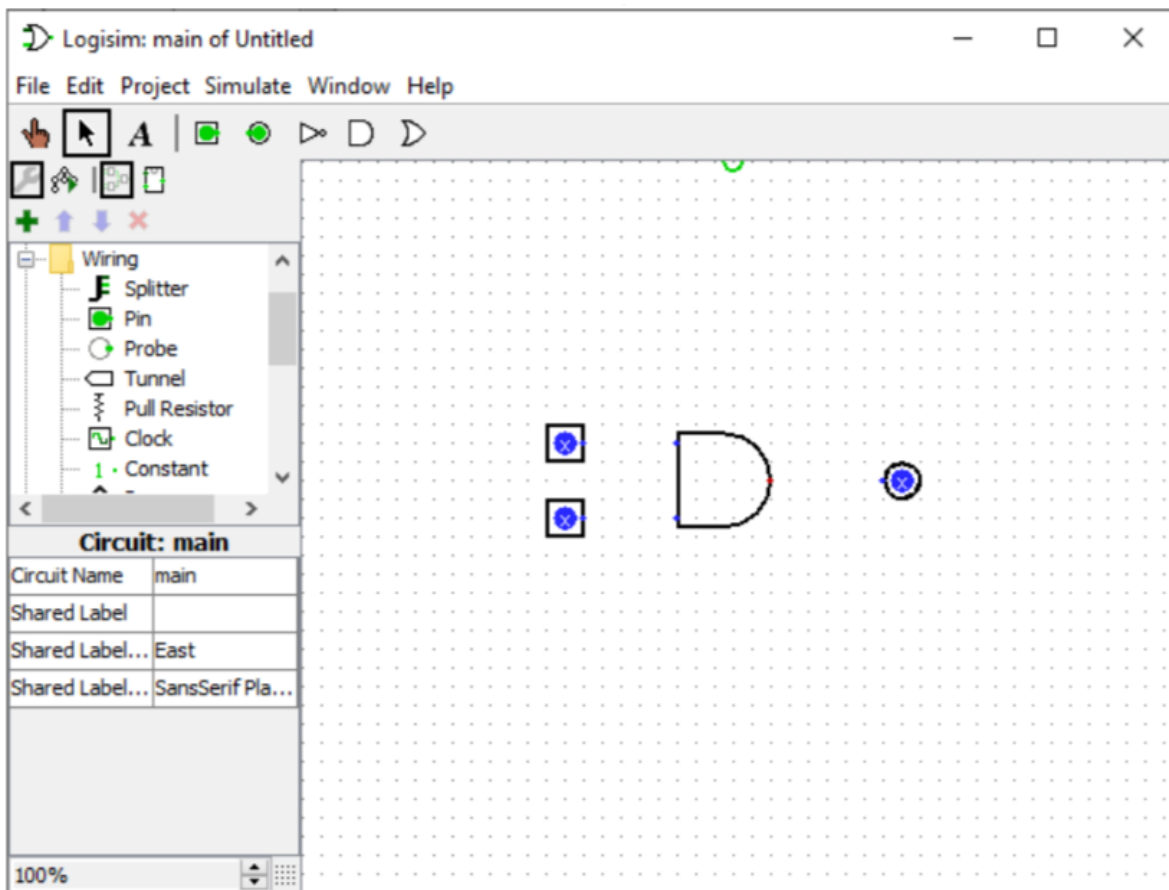 Logisim: main of Untitled
File Edit Project Simulate Window Help
A
Wiring
Splitter
Pin
Probe
Tunnel
Pull Resistor
Clock
1 Constant
x
x
x
Circuit: main
Circuit Name main
Shared Label
Shared Label... East
Shared Label... SansSerif Pla...
100%